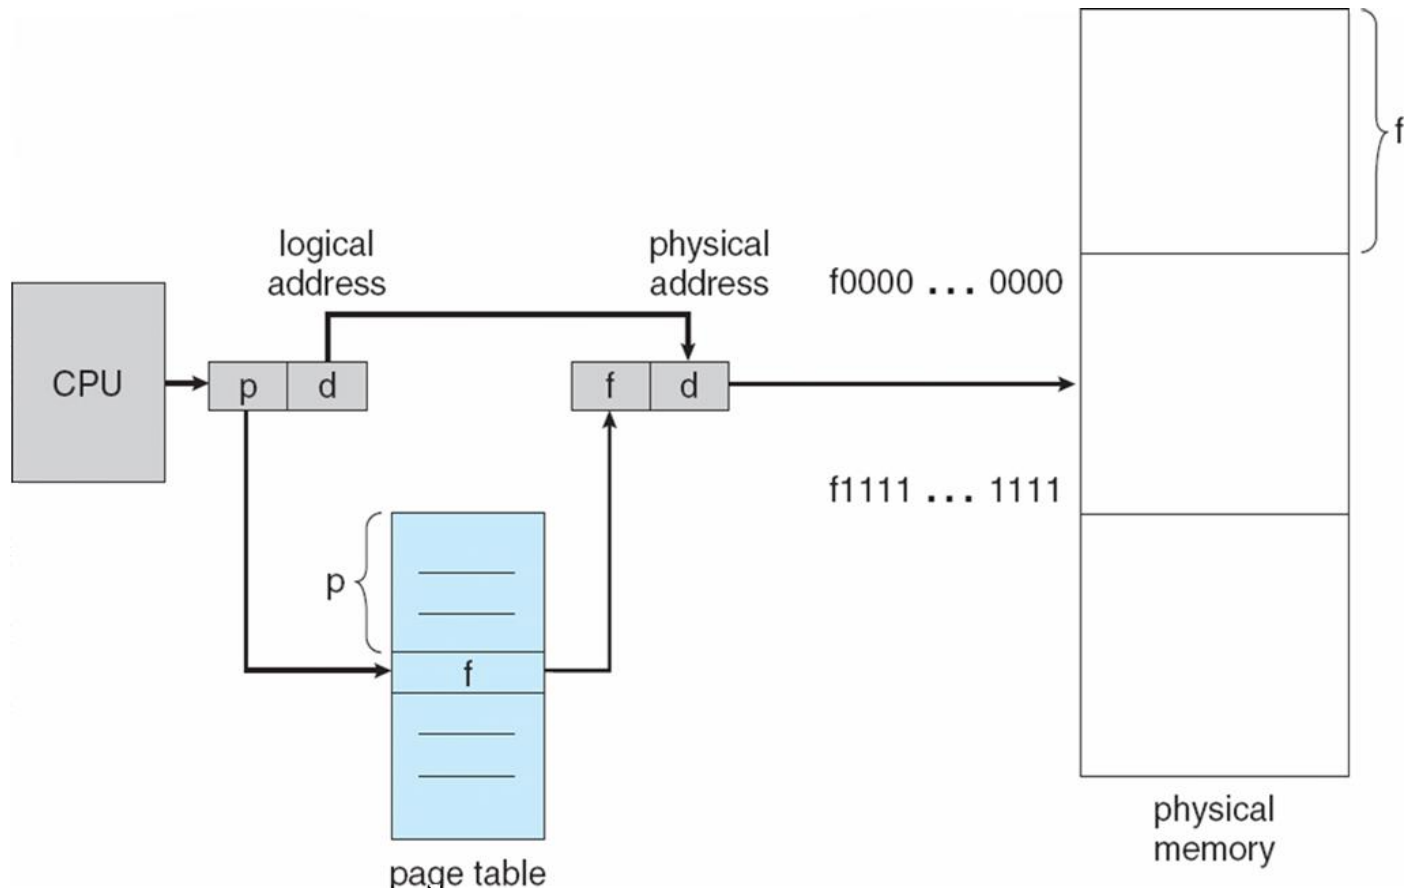 f
logical
address
physical
address
f0000 ... 0000
CPU
p
d
f
d
f1111 ... 1111
p
f
physical
memory
page table